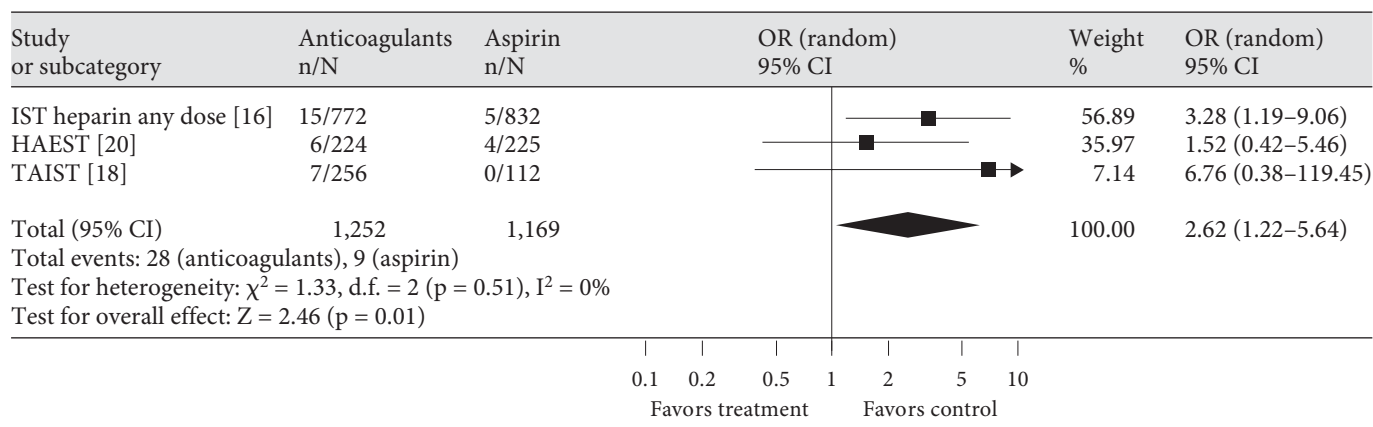 Study or subcategory Anticoagulants n/N Aspirin n/N OR (random) 95% CI Weight % OR (random) 95% CI
IST heparin any dose [16] 15/772 5/832 56.89 3.28 (1.19–9.06)
HAEST [20] 6/224 4/225 35.97 1.52 (0.42–5.46)
TAIST [18] 7/256 0/112 7.14 6.76 (0.38–119.45)
Total (95% CI) 1,252 1,169 100.00 2.62 (1.22–5.64)
Total events: 28 (anticoagulants), 9 (aspirin)
Test for heterogeneity: χ² = 1.33, d.f. = 2 (p = 0.51), I² = 0%
Test for overall effect: Z = 2.46 (p = 0.01)
0.1 0.2 0.5 1 2 5 10
Favors treatment Favors control